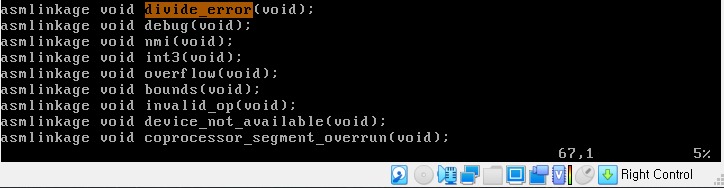 asmlinkage void divide_error(void);
asmlinkage void debug(void);
asmlinkage void nmi(void);
asmlinkage void int3(void);
asmlinkage void overflow(void);
asmlinkage void bounds(void);
asmlinkage void invalid_op(void);
asmlinkage void device_not_available(void);
asmlinkage void coprocessor_segment_overrun(void);
67,1 5%
Right Control